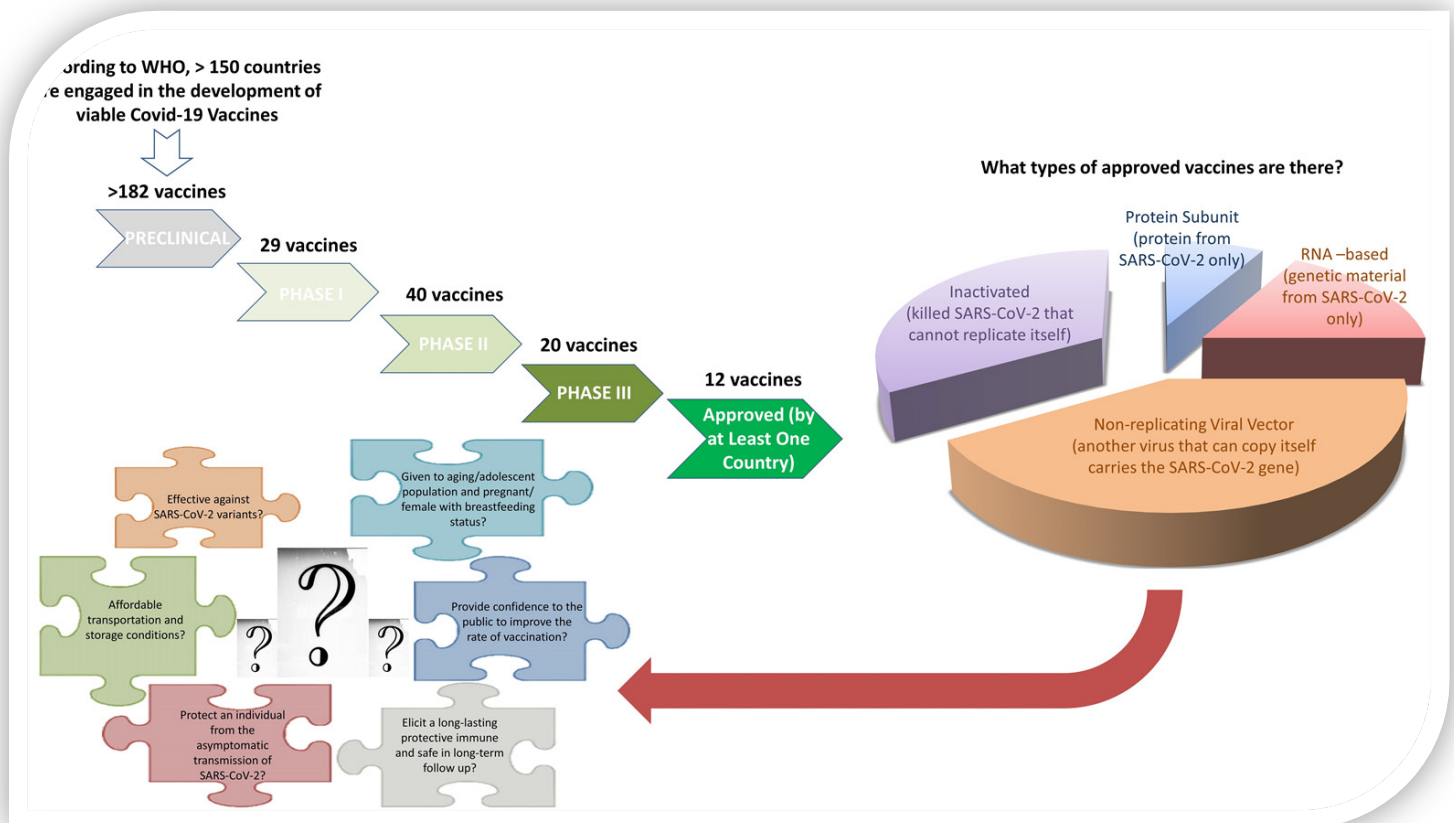 ording to WHO, > 150 countries
e engaged in the development of
viable Covid-19 Vaccines
>182 vaccines
PRECLINICAL
29 vaccines
PHASE I
40 vaccines
PHASE II
20 vaccines
PHASE III
12 vaccines
Approved (by
at Least One
Country)
What types of approved vaccines are there?
Protein Subunit
(protein from
SARS-CoV-2 only)
RNA –based
(genetic material
from SARS-CoV-2
only)
Inactivated
(killed SARS-CoV-2 that
cannot replicate itself)
Non-replicating Viral Vector
(another virus that can copy itself
carries the SARS-CoV-2 gene)
Effective against
SARS-CoV-2 variants?
Given to aging/adolescent
population and pregnant/
female with breastfeeding
status?
Affordable
transportation and
storage conditions?
?
?
?
Provide confidence to the
public to improve the
rate of vaccination?
Protect an individual
from the
asymptomatic
transmission of
SARS-CoV-2?
Elicit a long-lasting
protective immune
and safe in long-term
follow up?